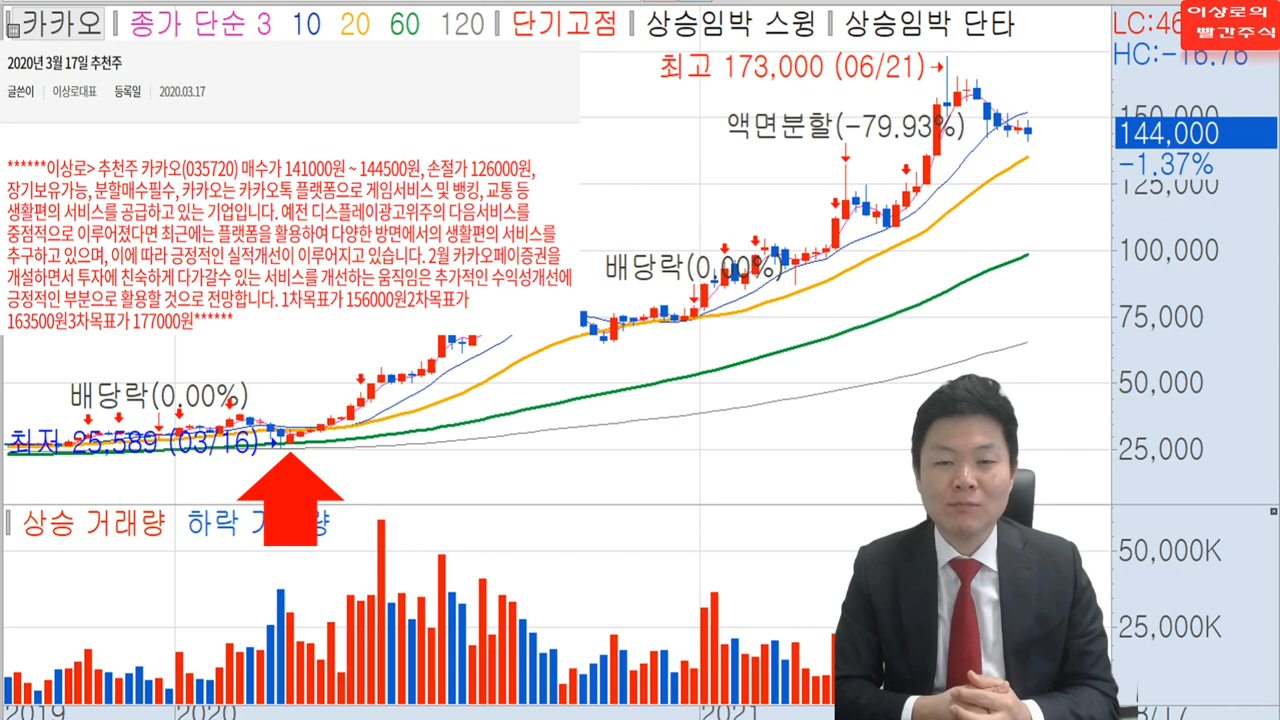 카카오 종가 단순 3 10 20 60 120 단기고점 상승임박 스윙 상승임박 단타
이상로의
빨간주식
LC:46
HC:-16.76
2020년 3월 17일 추천주
글쓴이 이상로대표 등록일 2020.03.17
최고 173,000 (06/21)
액면분할(-79.93%)
150,000
144,000
-1.37%
125,000
******이상로> 추천주 카카오(035720) 매수가 141000원 ~ 144500원, 손절가 126000원,
장기보유가능, 분할매수필수, 카카오는 카카오톡 플랫폼으로 게임서비스 및 뱅킹, 교통 등
생활편의 서비스를 공급하고 있는 기업입니다. 예전 디스플레이광고위주의 다음서비스를
중점적으로 이루어졌다면 최근에는 플랫폼을 활용하여 다양한 방면에서의 생활편의 서비스를
추구하고 있으며, 이에 따라 긍정적인 실적개선이 이루어지고 있습니다. 2월 카카오페이증권을
개설하면서 투자에 친숙하게 다가갈수 있는 서비스를 개선하는 움직임은 추가적인 수익성개선에
긍정적인 부분으로 활용할 것으로 전망합니다. 1차목표가 156000원2차목표가
163500원3차목표가 177000원******
배당락(0.00%)
100,000
75,000
50,000
배당락(0.00%)
최저 25,589 (03/16)
25,000
상승 거래량 하락 거 량
50,000K
25,000K
2019 2020 2021 8/17